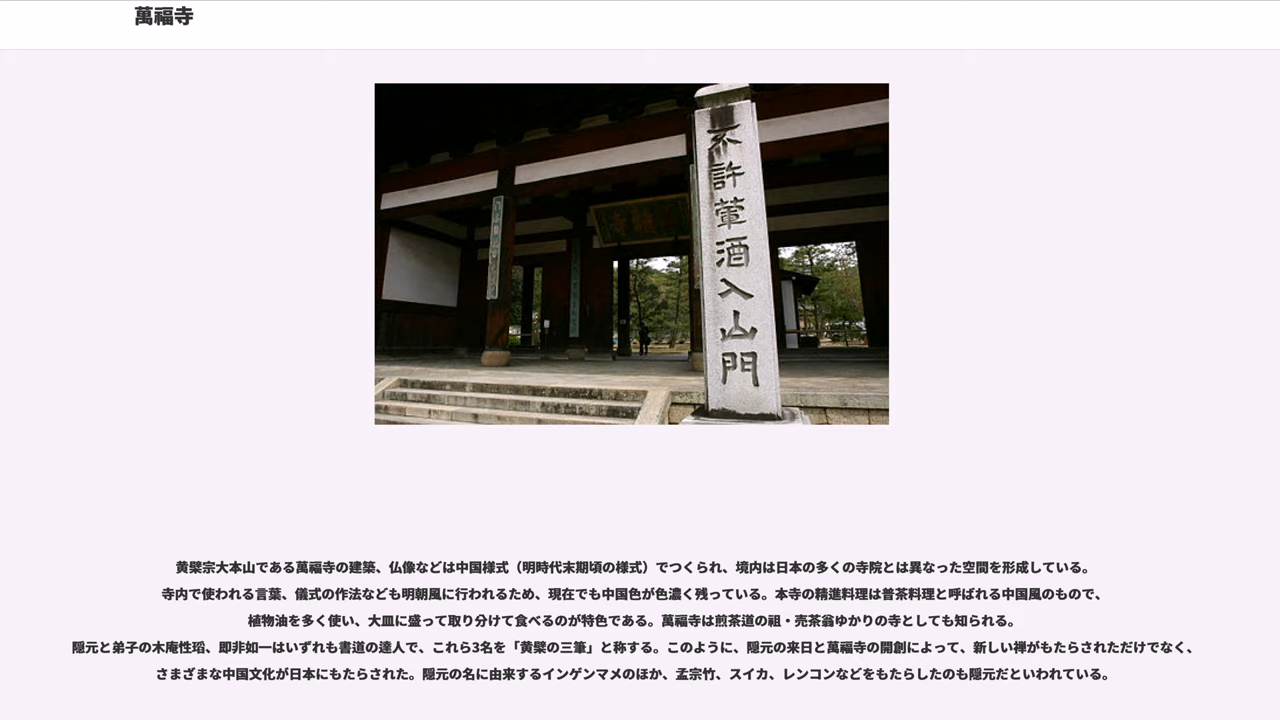 萬福寺
不許葷酒入山門
黄檗宗大本山である萬福寺の建築、仏像などは中国様式（明時代末期頃の様式）でつくられ、境内は日本の多くの寺院とは異なった空間を形成している。
寺内で使われる言葉、儀式の作法なども明朝風に行われるため、現在でも中国色が色濃く残っている。本寺の精進料理は普茶料理と呼ばれる中国風のもので、
植物油を多く使い、大皿に盛って取り分けて食べるのが特色である。萬福寺は煎茶道の祖・売茶翁ゆかりの寺としても知られる。
隠元と弟子の木庵性瑫、即非如一はいずれも書道の達人で、これら3名を「黄檗の三筆」と称する。このように、隠元の来日と萬福寺の開創によって、新しい禅がもたらされただけでなく、
さまざまな中国文化が日本にもたらされた。隠元の名に由来するインゲンマメのほか、孟宗竹、スイカ、レンコンなどをもたらしたのも隠元だといわれている。